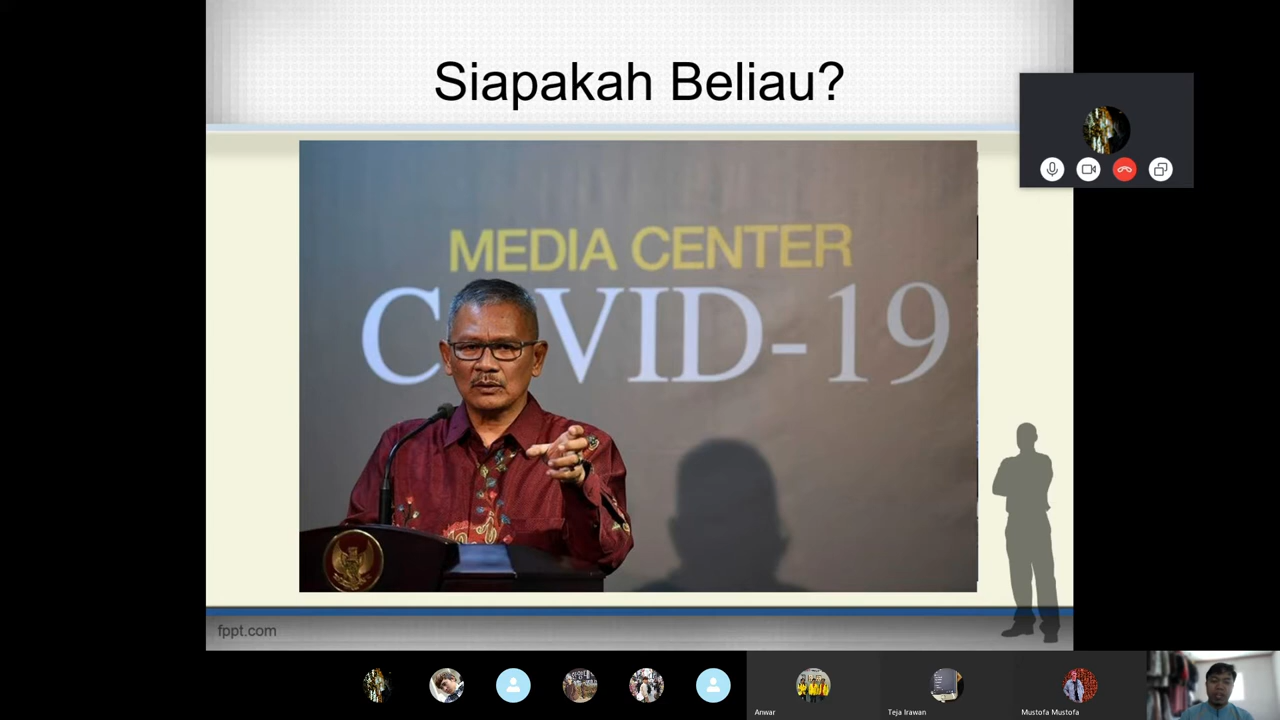 Siapakah Beliau?
MEDIA CENTER
COVID-19
fppt.com
Anwar
Teja Irawan
Mustofa Mustofa